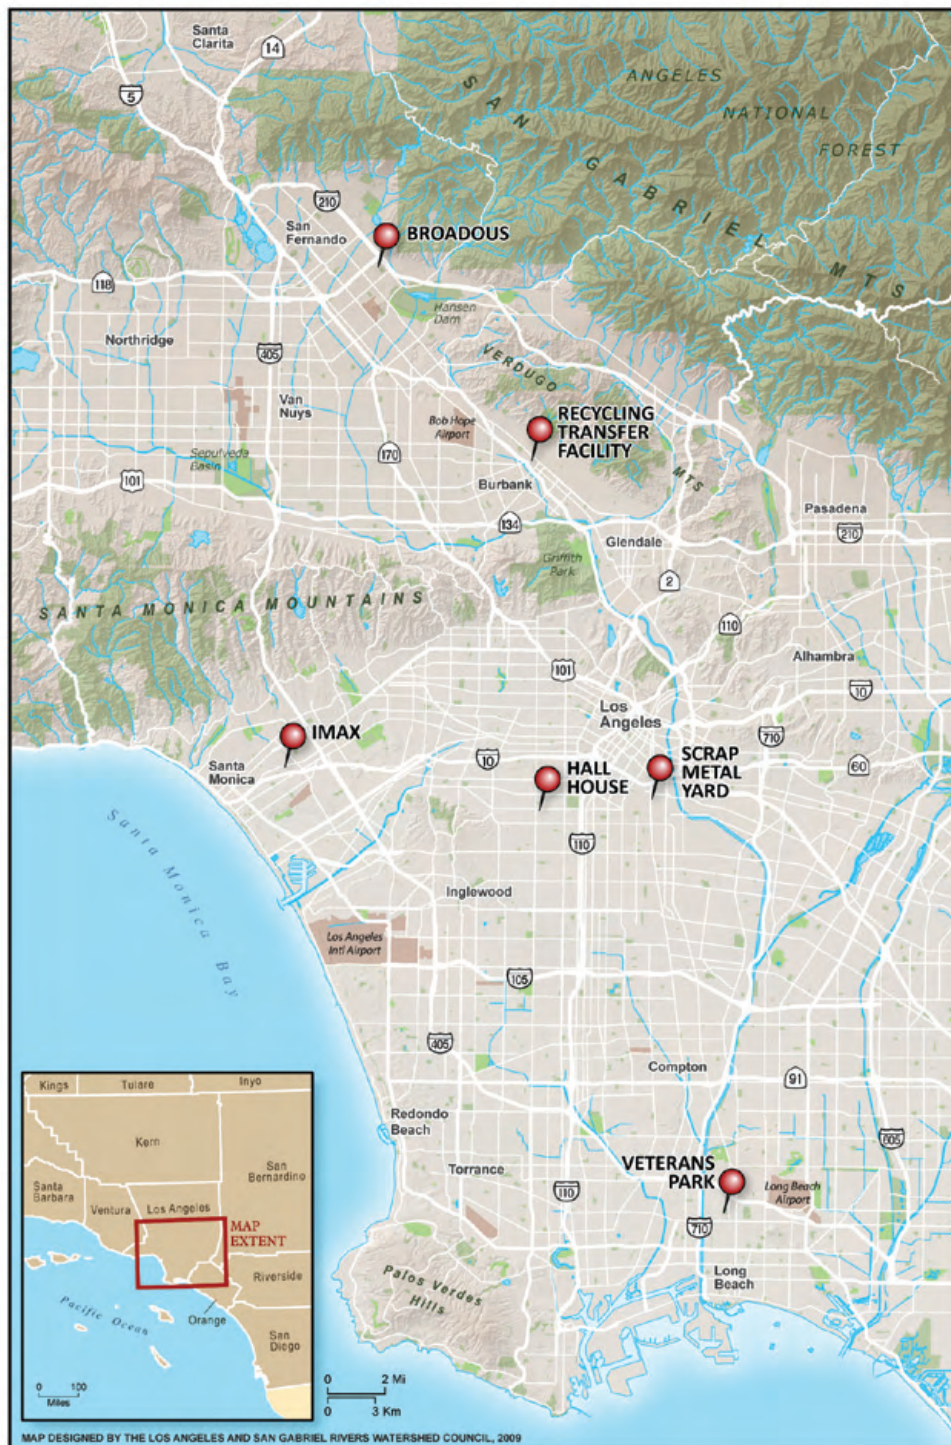 Santa
Clarita
14
5
ANGELES
NATIONAL
FOREST
SAN
GABRIEL
MTS
210
San
Fernando
BROADOUS
118
Hansen
Dam
Northridge
405
VERDUGO
Van
Nuys
Bob Hope
Airport
RECYCLING
TRANSFER
FACILITY
170
Sepulveda
Basin
101
MTS
Burbank
134
Pasadena
210
Glendale
Griffith
Park
2
SANTA MONICA MOUNTAINS
110
Alhambra
101
10
Los
Angeles
710
IMAX
Santa
Monica
10
HALL
HOUSE
SCRAP
METAL
YARD
60
110
Santa Monica Bay
Inglewood
Los Angeles
Intl Airport
105
405
Compton
91
Redondo
Beach
605
Torrance
VETERANS
PARK
Long Beach
Airport
110
710
Long
Beach
Palos Verdes
Hills
Kings
Tulare
Inyo
Kern
San
Bernardino
Santa
Barbara
Ventura
Los Angeles
MAP
EXTENT
Riverside
Pacific Ocean
Orange
San
Diego
0 100
Miles
0 2 Mi
0 3 Km
MAP DESIGNED BY THE LOS ANGELES AND SAN GABRIEL RIVERS WATERSHED COUNCIL, 2009